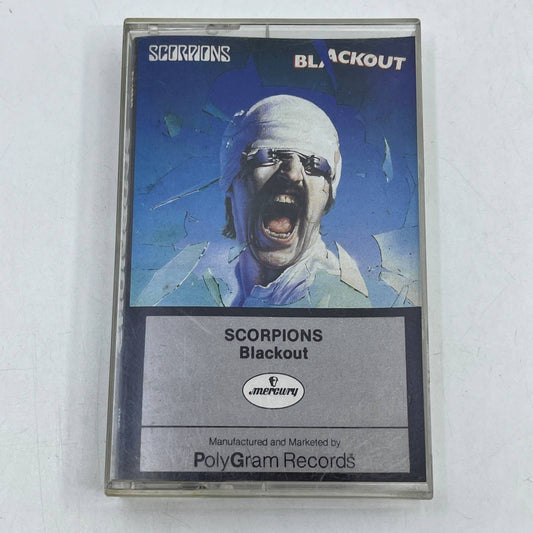 SCORPIONS
BLACKOUT
SCORPIONS
Blackout
mercury
Manufactured and Marketed by
PolyGram Records